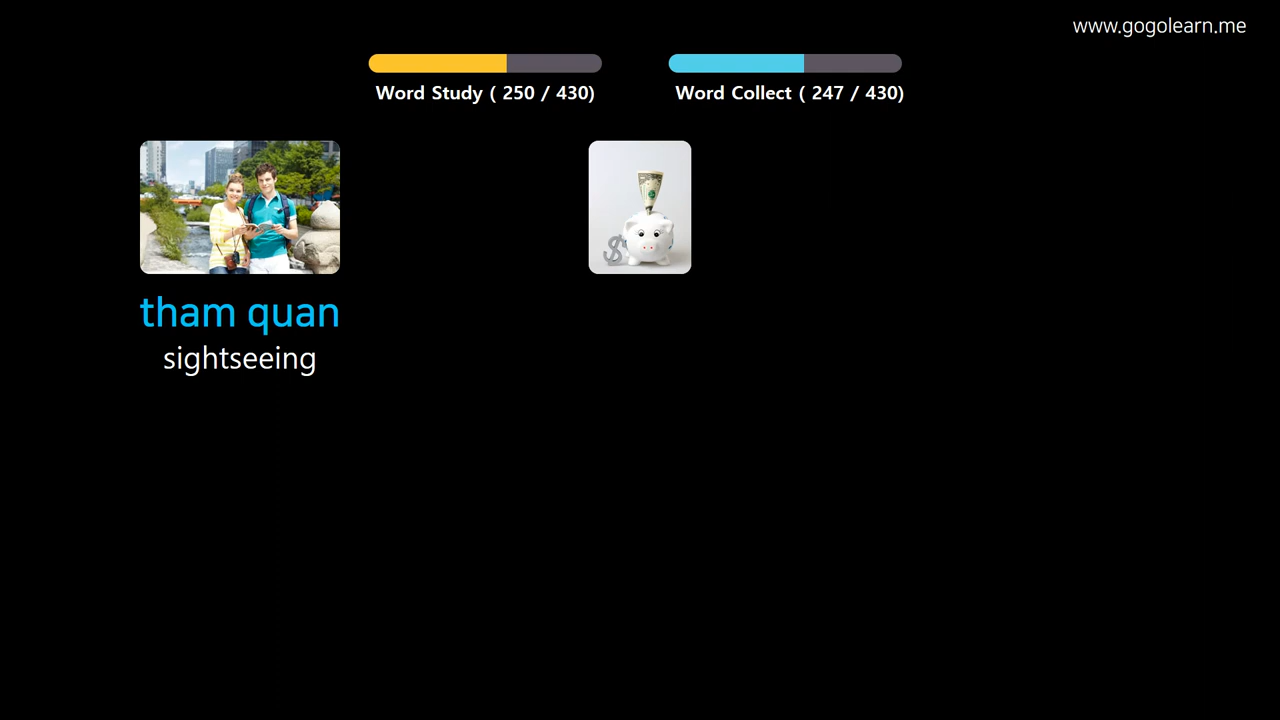 www.gogolearn.me
Word Study ( 250 / 430)
Word Collect ( 247 / 430)
tham quan
sightseeing
$